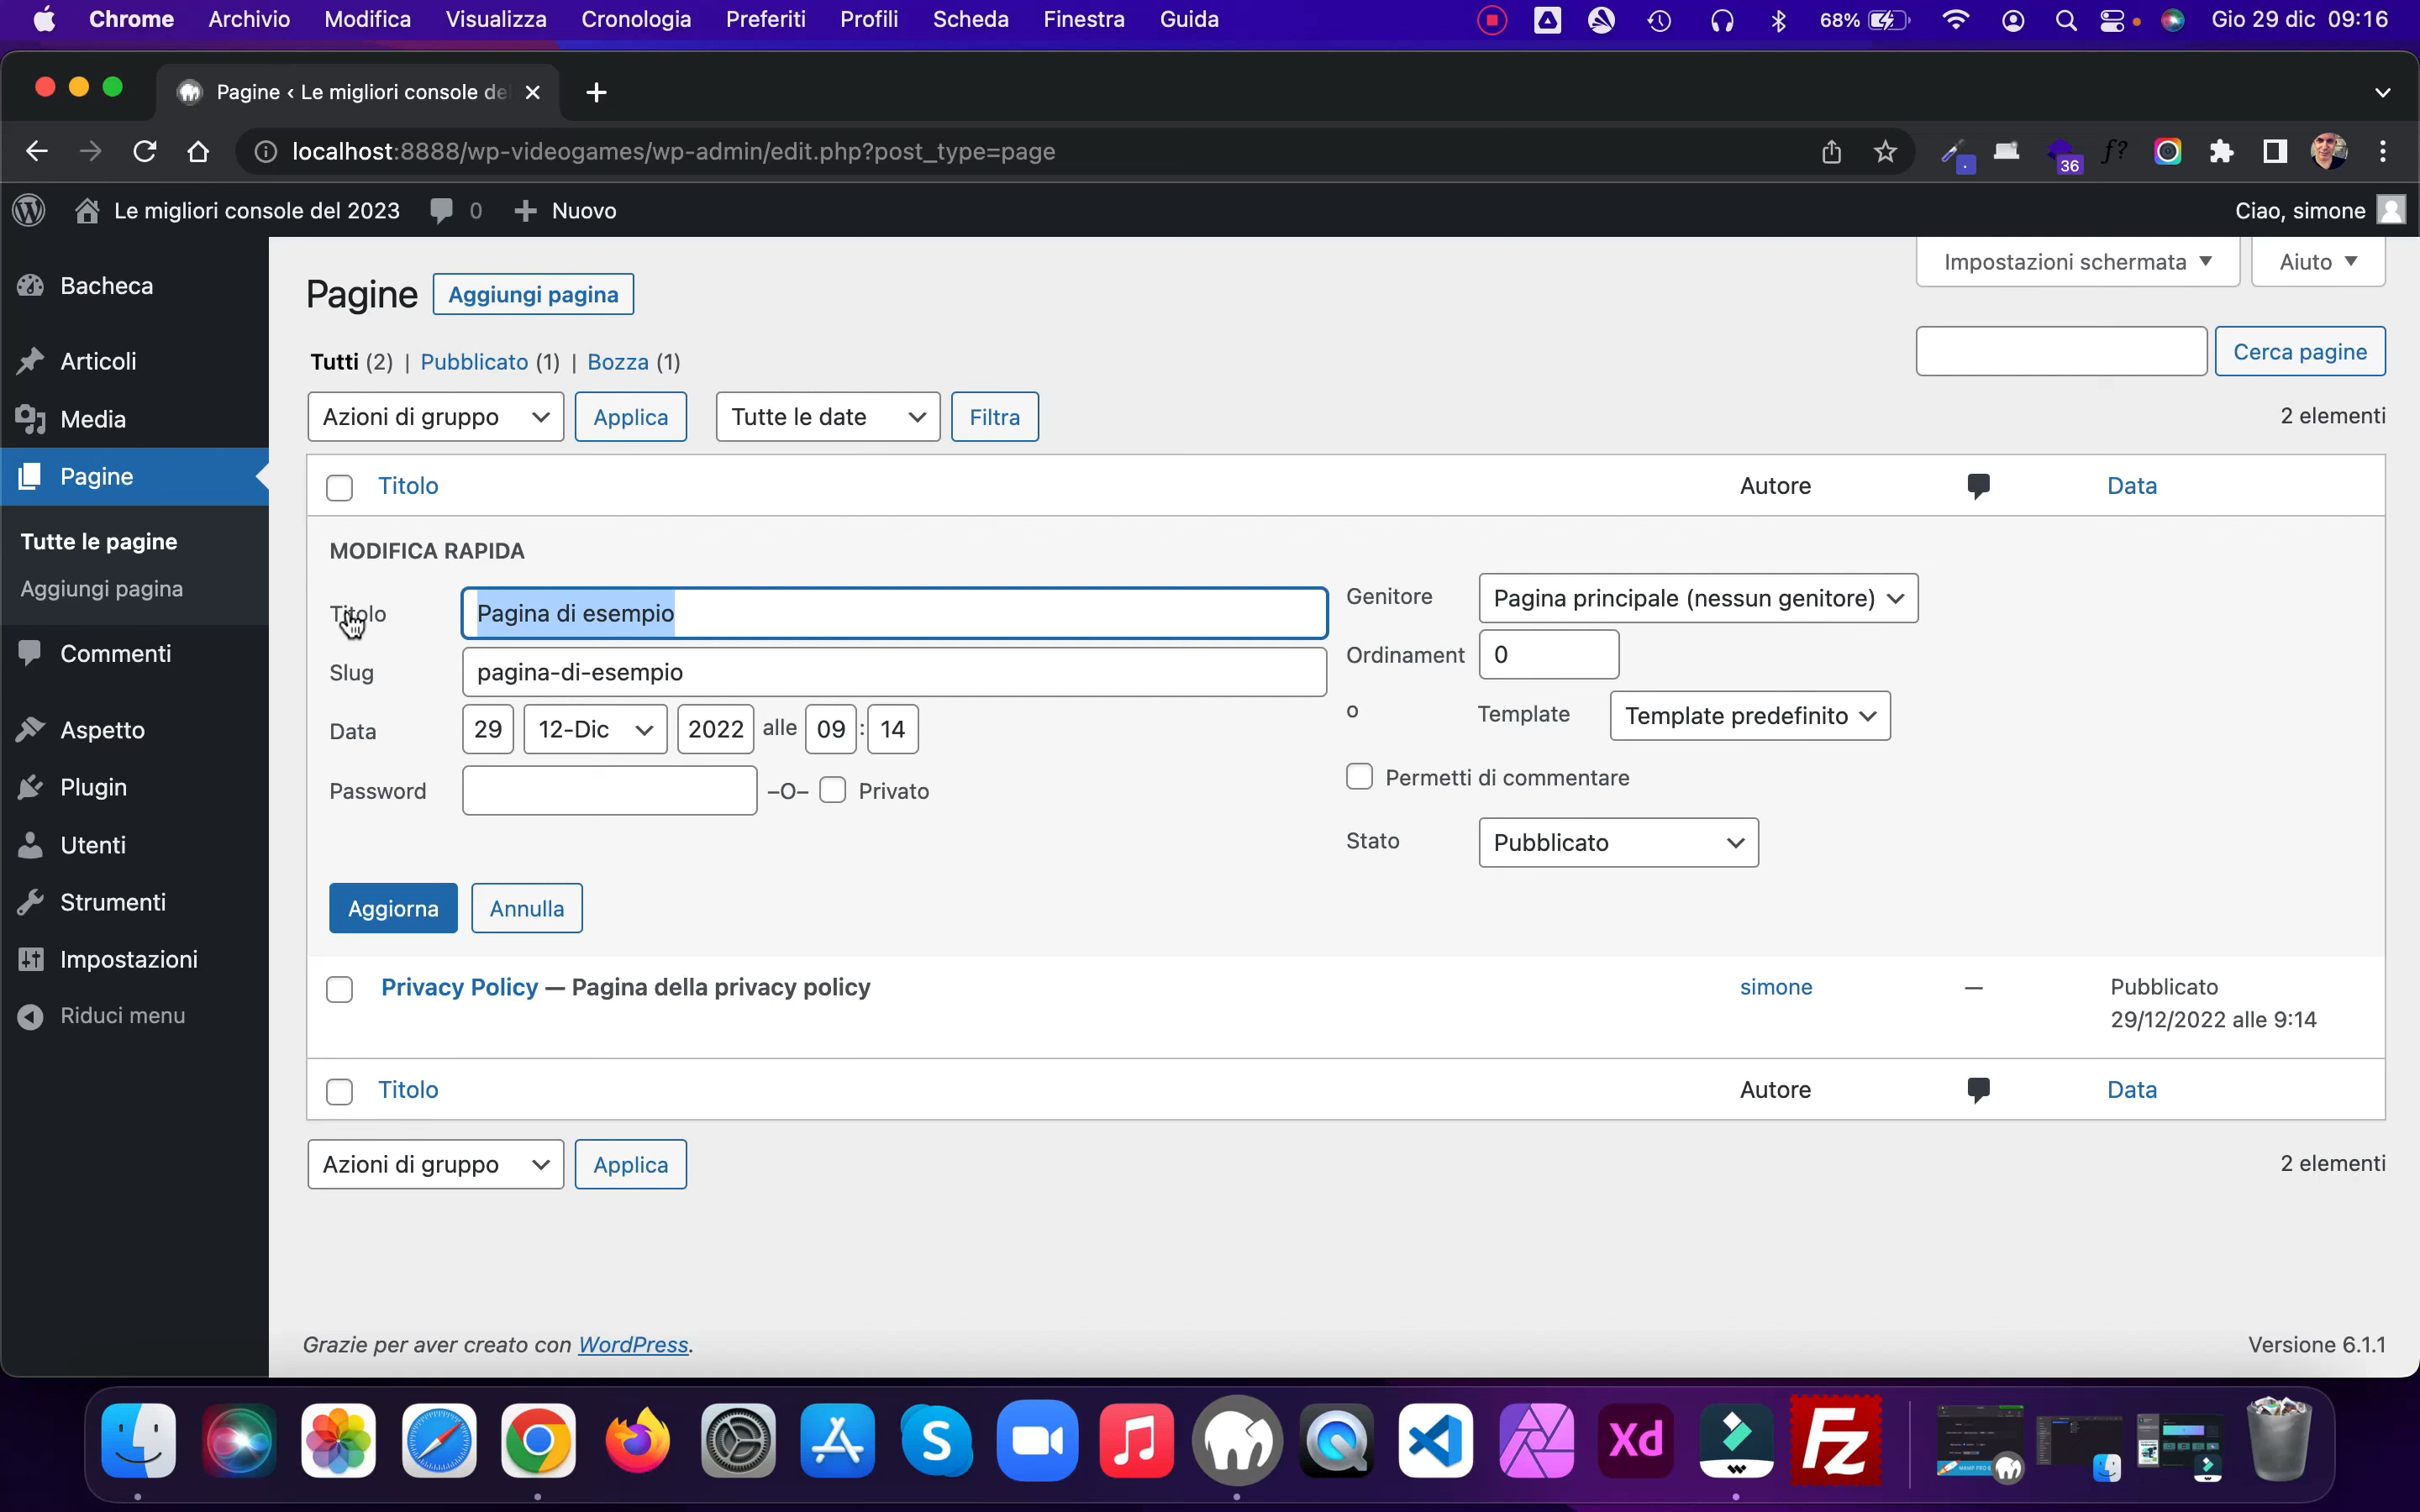 Chrome Archivio Modifica Visualizza Cronologia Preferiti Profili Scheda Finestra Guida 68% Gio 29 dic 09:16
Pagine ‹ Le migliori console del
localhost:8888/wp-videogames/wp-admin/edit.php?post_type=page f? 36
Le migliori console del 2023 0 Nuovo Ciao, simone
Impostazioni schermata Aiuto
Bacheca
Articoli
Media
Pagine
Tutte le pagine
Aggiungi pagina
Commenti
Aspetto
Plugin
Utenti
Strumenti
Impostazioni
Riduci menu
Pagine Aggiungi pagina
Tutti (2) | Pubblicato (1) | Bozza (1) Cerca pagine
Azioni di gruppo Applica Tutte le date Filtra 2 elementi
Titolo Autore Data
MODIFICA RAPIDA
Titolo Pagina di esempio
Slug pagina-di-esempio
Data 29 12-Dic 2022 alle 09 : 14
Password –O– Privato
Genitore Pagina principale (nessun genitore)
Ordinament 0
o Template Template predefinito
Permetti di commentare
Stato Pubblicato
Aggiorna Annulla
Privacy Policy — Pagina della privacy policy simone — Pubblicato
29/12/2022 alle 9:14
Titolo Autore Data
Azioni di gruppo Applica 2 elementi
Grazie per aver creato con WordPress. Versione 6.1.1
S Xd Fz